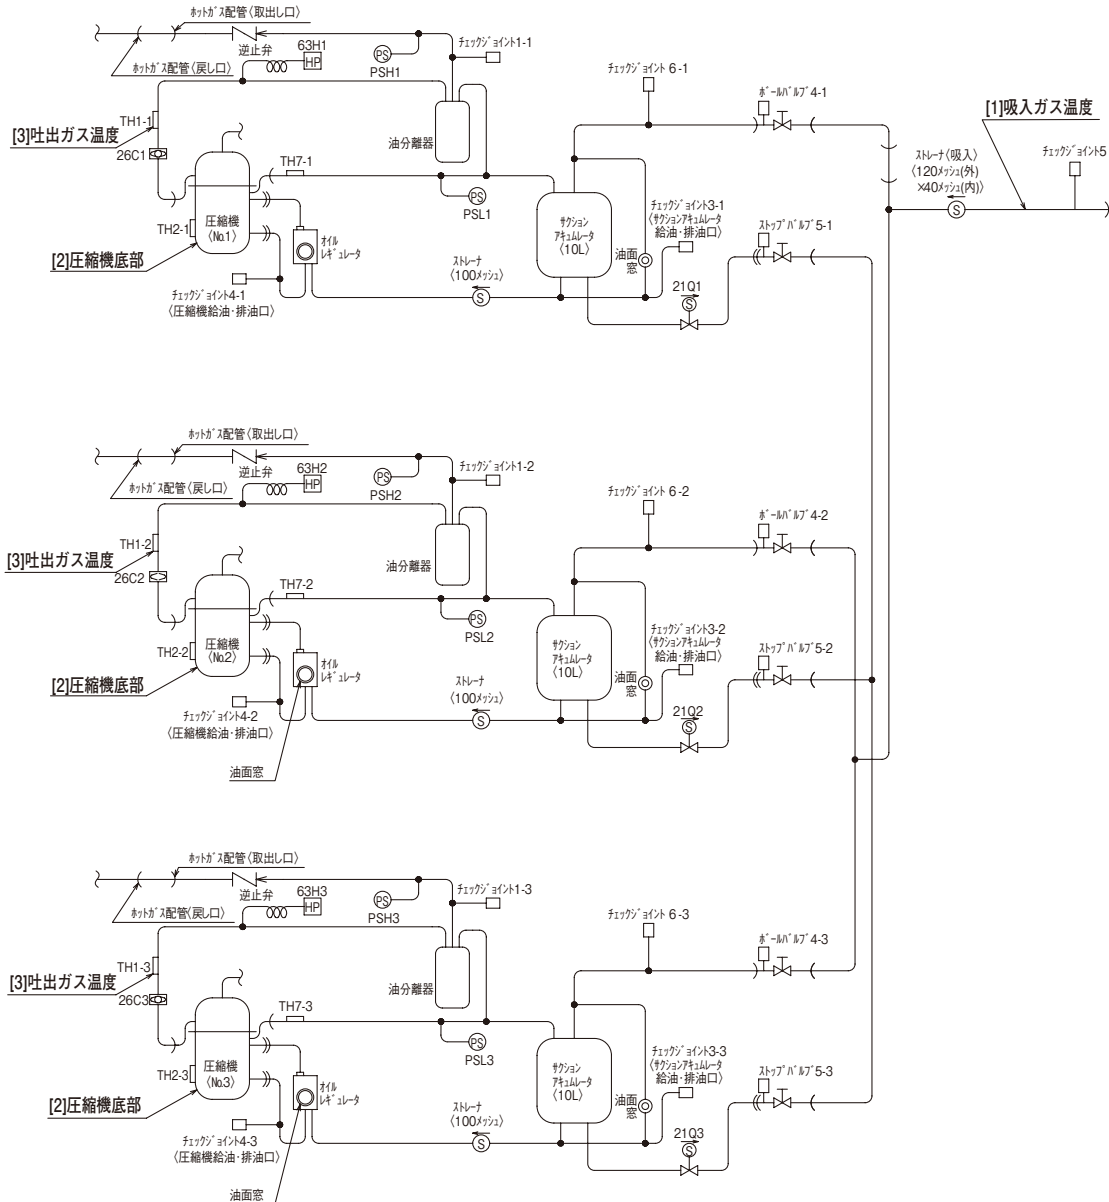 ホットガス配管〈取出し口〉
逆止弁
ホットガス配管〈戻し口〉
63H1
HP
PS
PSH1
チェックジョイント1-1
チェックジョイント 6-1
ボールバルブ4-1
[1]吸入ガス温度
TH1-1
[3]吐出ガス温度
26C1
油分離器
ストレーナ〈吸入〉
〈120メッシュ(外)
×40メッシュ(内)〉
チェックジョイント5
S
TH7-1
PS
PSL1
圧縮機
〈No.1〉
TH2-1
[2]圧縮機底部
オイル
レギュレータ
サクション
アキュムレータ
〈10L〉
チェックジョイント3-1
〈サクションアキュムレータ
給油・排油口〉
油面
窓
ストップバルブ5-1
ストレーナ
〈100メッシュ〉
S
21Q1
S
チェックジョイント4-1
〈圧縮機給油・排油口〉
ホットガス配管〈取出し口〉
逆止弁
ホットガス配管〈戻し口〉
63H2
HP
PS
PSH2
チェックジョイント1-2
チェックジョイント 6-2
ボールバルブ4-2
TH1-2
[3]吐出ガス温度
26C2
油分離器
TH7-2
PS
PSL2
圧縮機
〈No.2〉
TH2-2
[2]圧縮機底部
オイル
レギュレータ
サクション
アキュムレータ
〈10L〉
チェックジョイント3-2
〈サクションアキュムレータ
給油・排油口〉
油面
窓
ストップバルブ5-2
ストレーナ
〈100メッシュ〉
S
21Q2
S
チェックジョイント4-2
〈圧縮機給油・排油口〉
油面窓
ホットガス配管〈取出し口〉
逆止弁
ホットガス配管〈戻し口〉
63H3
HP
PS
PSH3
チェックジョイント1-3
チェックジョイント 6-3
ボールバルブ4-3
TH1-3
[3]吐出ガス温度
26C3
油分離器
TH7-3
PS
PSL3
圧縮機
〈No.3〉
TH2-3
[2]圧縮機底部
オイル
レギュレータ
サクション
アキュムレータ
〈10L〉
チェックジョイント3-3
〈サクションアキュムレータ
給油・排油口〉
油面
窓
ストップバルブ5-3
ストレーナ
〈100メッシュ〉
S
21Q3
S
チェックジョイント4-3
〈圧縮機給油・排油口〉
油面窓